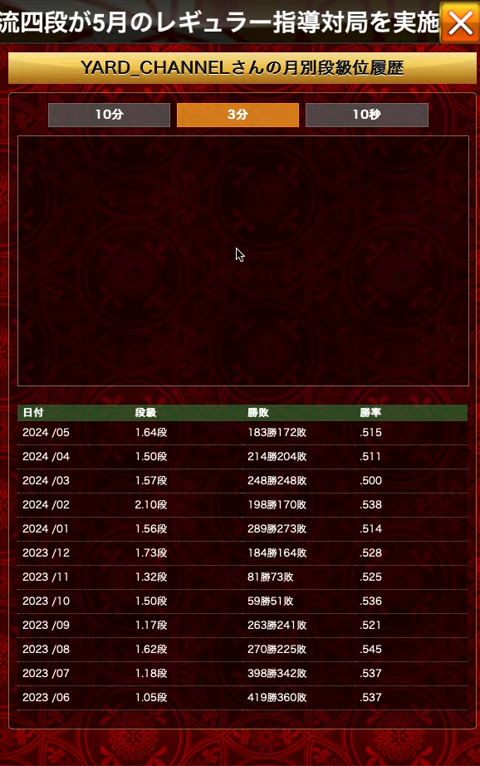 流四段が5月のレギュラー指導対局を実施
YARD_CHANNELさんの月別段級位履歴
10分 3分 10秒
日付 段級 勝敗 勝率
2024 /05 1.64段 183勝172敗 .515
2024 /04 1.50段 214勝204敗 .511
2024 /03 1.57段 248勝248敗 .500
2024 /02 2.10段 198勝170敗 .538
2024 /01 1.56段 289勝273敗 .514
2023 /12 1.73段 184勝164敗 .528
2023 /11 1.32段 81勝73敗 .525
2023 /10 1.50段 59勝51敗 .536
2023 /09 1.17段 263勝241敗 .521
2023 /08 1.62段 270勝225敗 .545
2023 /07 1.18段 398勝342敗 .537
2023 /06 1.05段 419勝360敗 .537